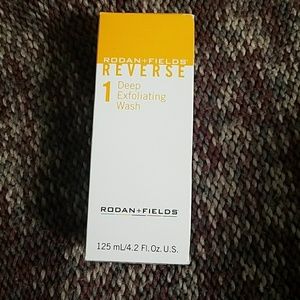 RODAN+FIELDS®
REVERSE
1 Deep
Exfoliating
Wash
RODAN+FIELDS®
125 mL/4.2 Fl. Oz. U.S.